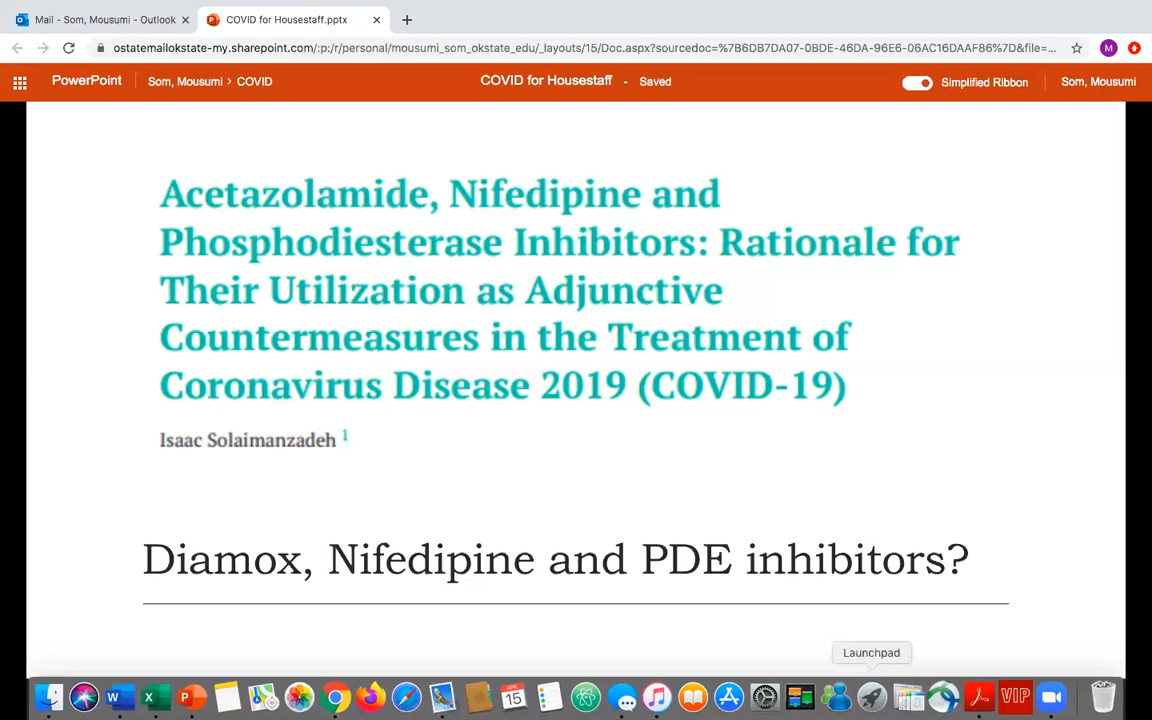 Mail - Som, Mousumi - Outlook
COVID for Housestaff.pptx
ostatemailokstate-my.sharepoint.com/:p:/r/personal/mousumi_som_okstate_edu/_layouts/15/Doc.aspx?sourcedoc=%7B6DB7DA07-0BDE-46DA-96E6-06AC16DAAF86%7D&file=...
M
PowerPoint
Som, Mousumi > COVID
COVID for Housestaff - Saved
Simplified Ribbon
Som, Mousumi
Acetazolamide, Nifedipine and
Phosphodiesterase Inhibitors: Rationale for
Their Utilization as Adjunctive
Countermeasures in the Treatment of
Coronavirus Disease 2019 (COVID-19)
Isaac Solaimanzadeh 1
Diamox, Nifedipine and PDE inhibitors?
Launchpad
W
X
P
APR
15
VIP